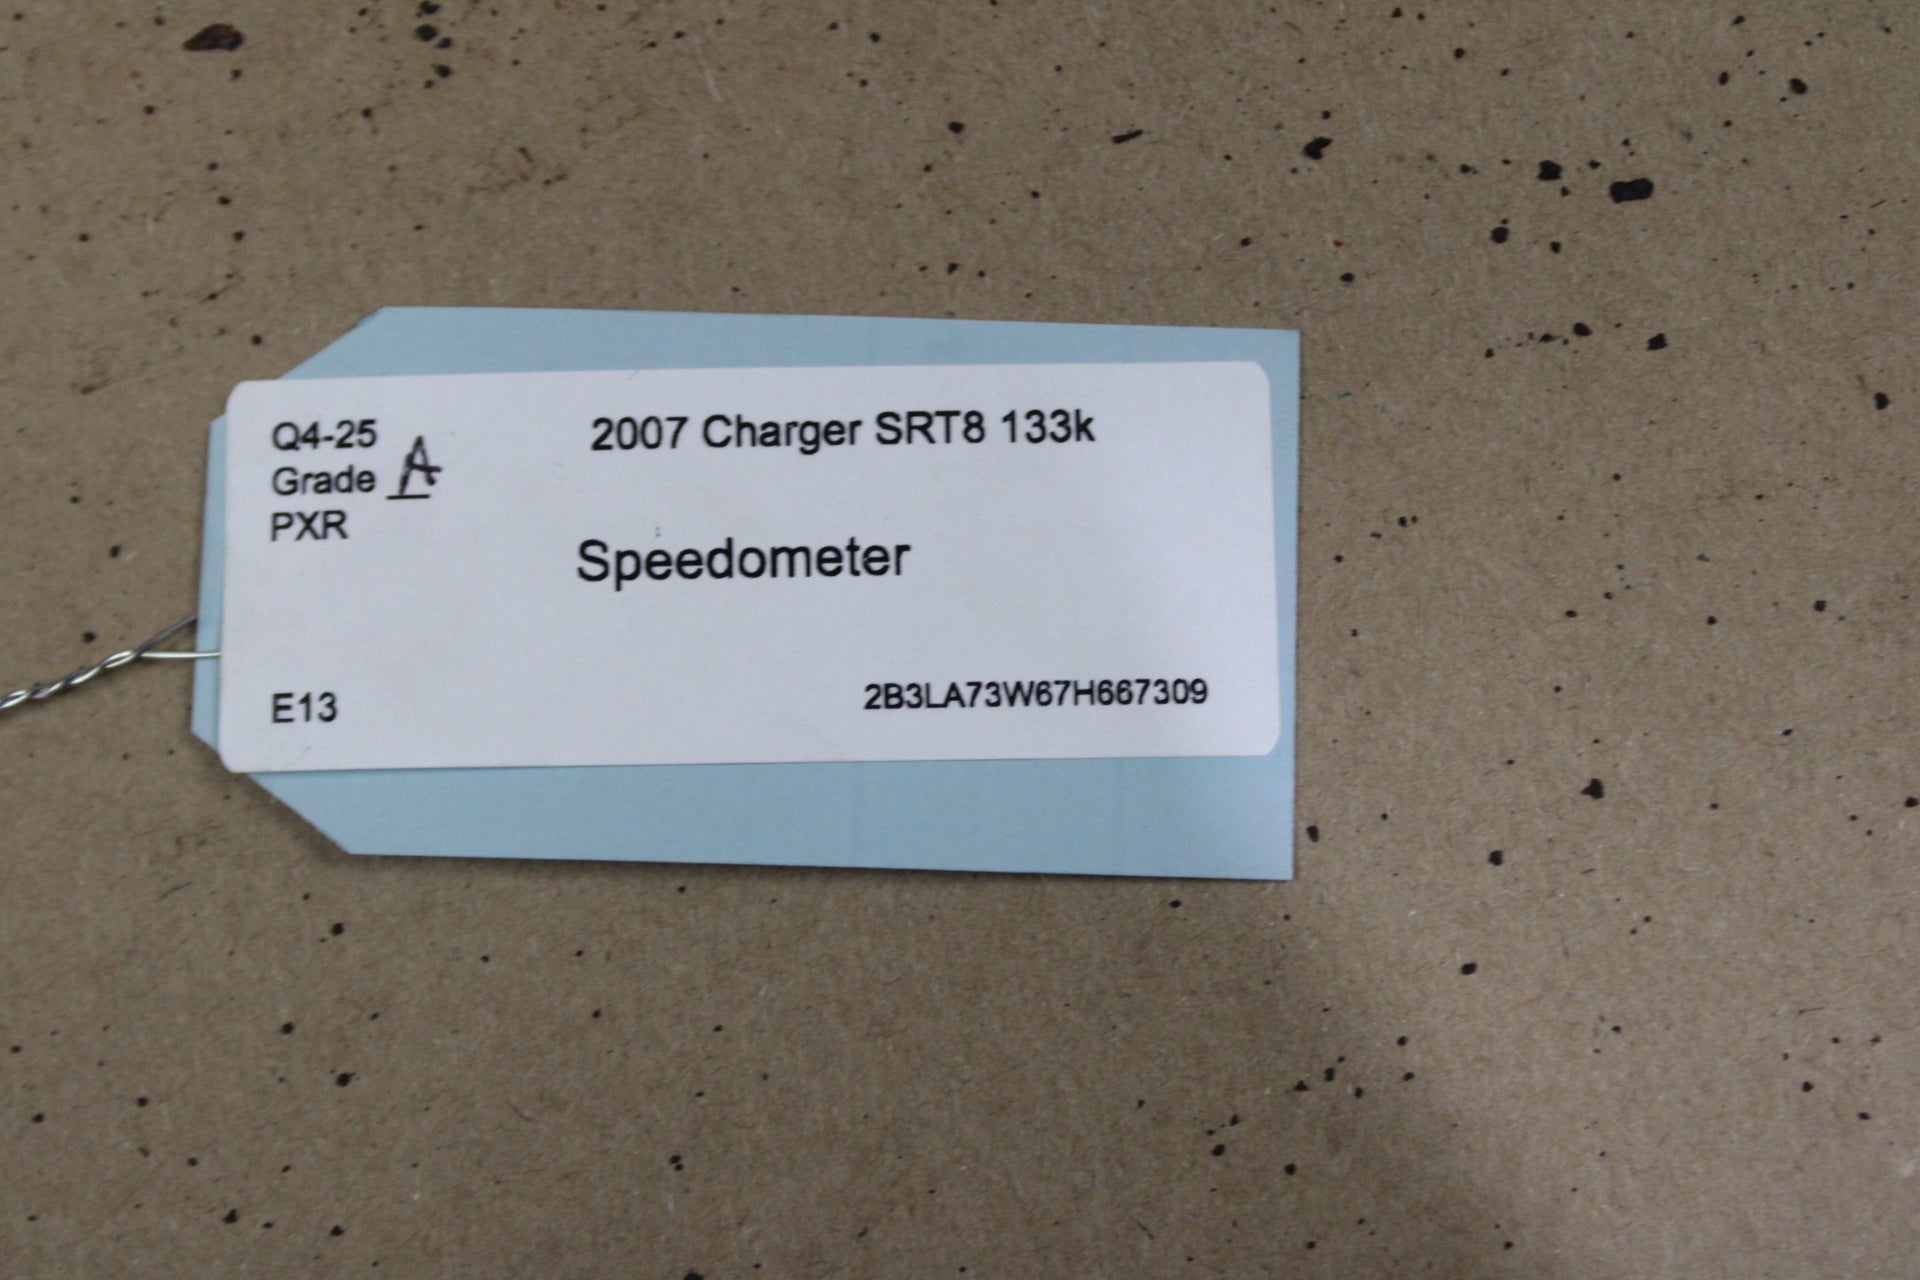 Q4-25
Grade A
PXR
2007 Charger SRT8 133k
Speedometer
E13
2B3LA73W67H667309